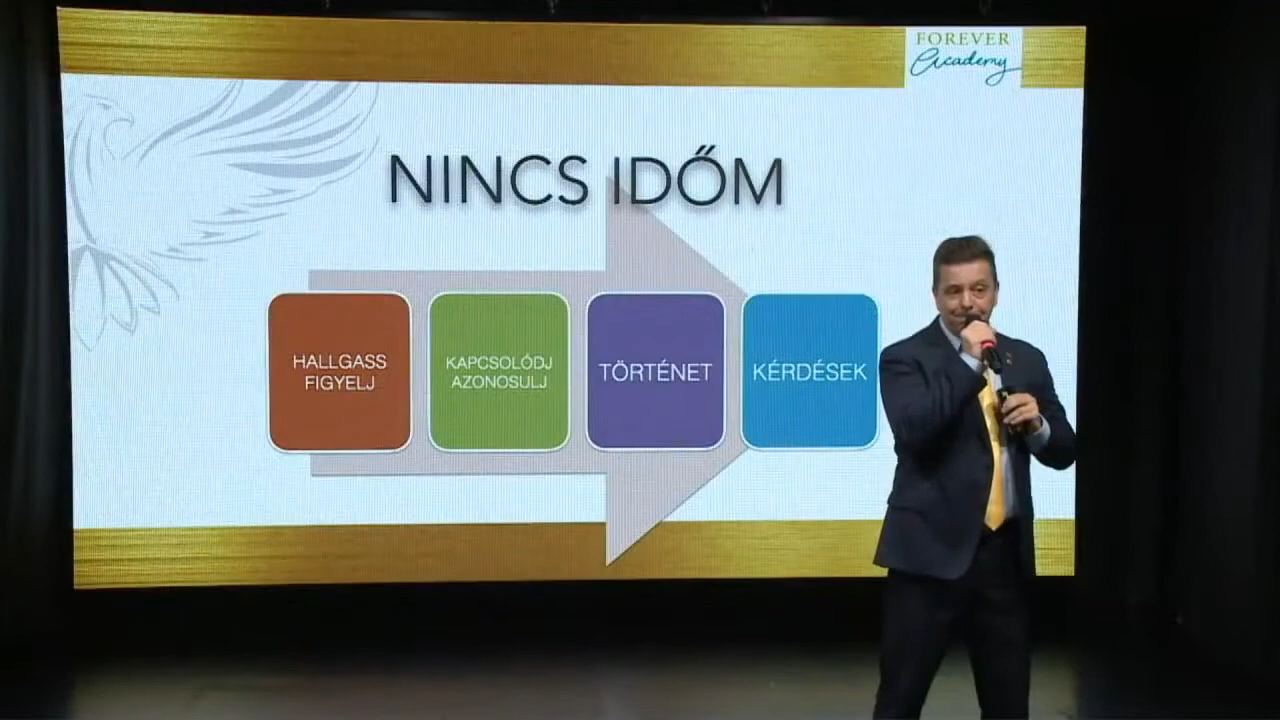 FOREVER
Academy
NINCS IDŐM
HALLGASS
FIGYELJ
KAPCSOLÓDJ
AZONOSULJ
TÖRTÉNET
KÉRDÉSEK